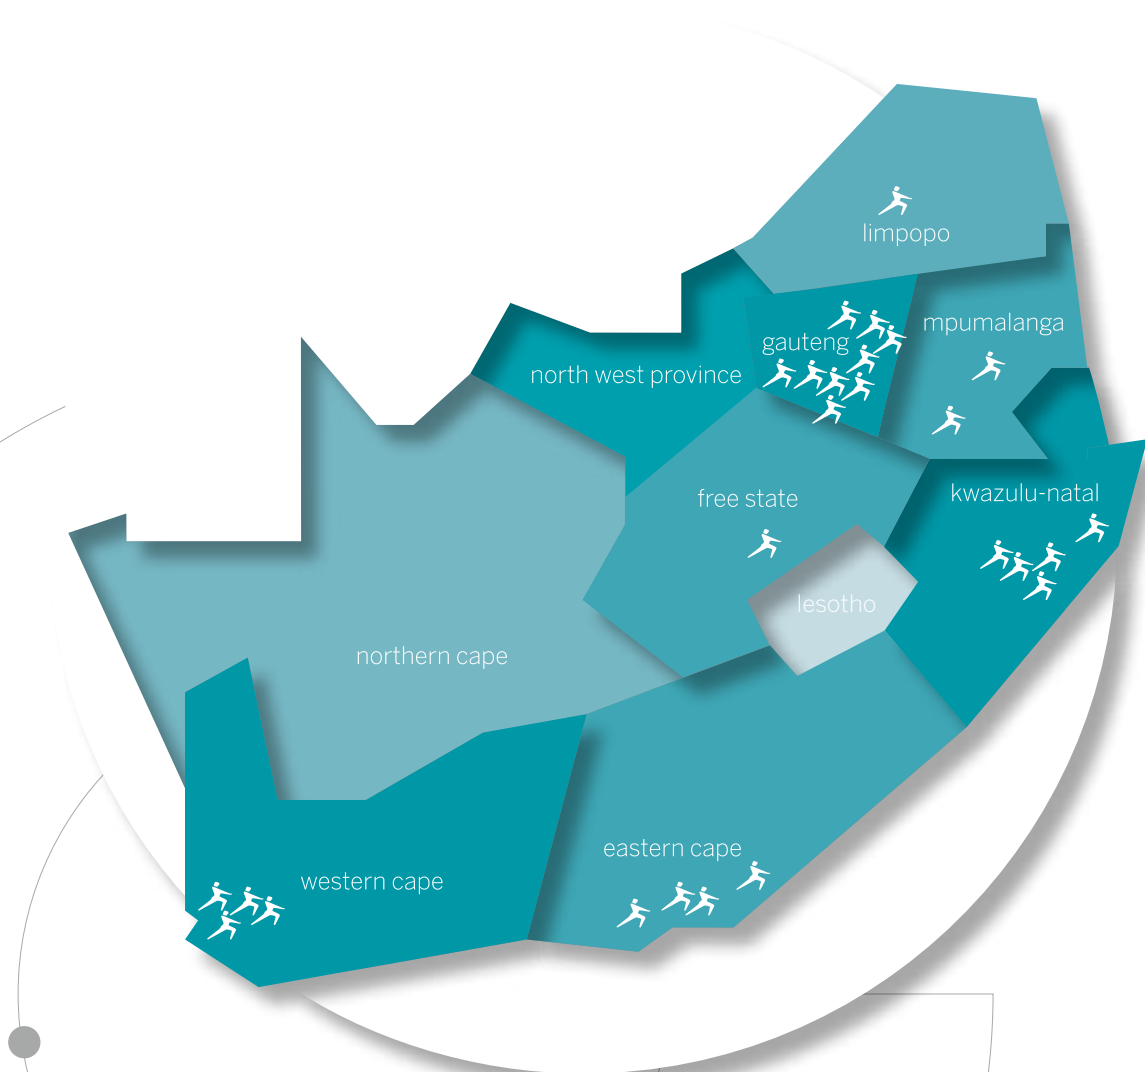 limpopo
mpumalanga
gauteng
north west province
kwazulu-natal
free state
lesotho
northern cape
eastern cape
western cape